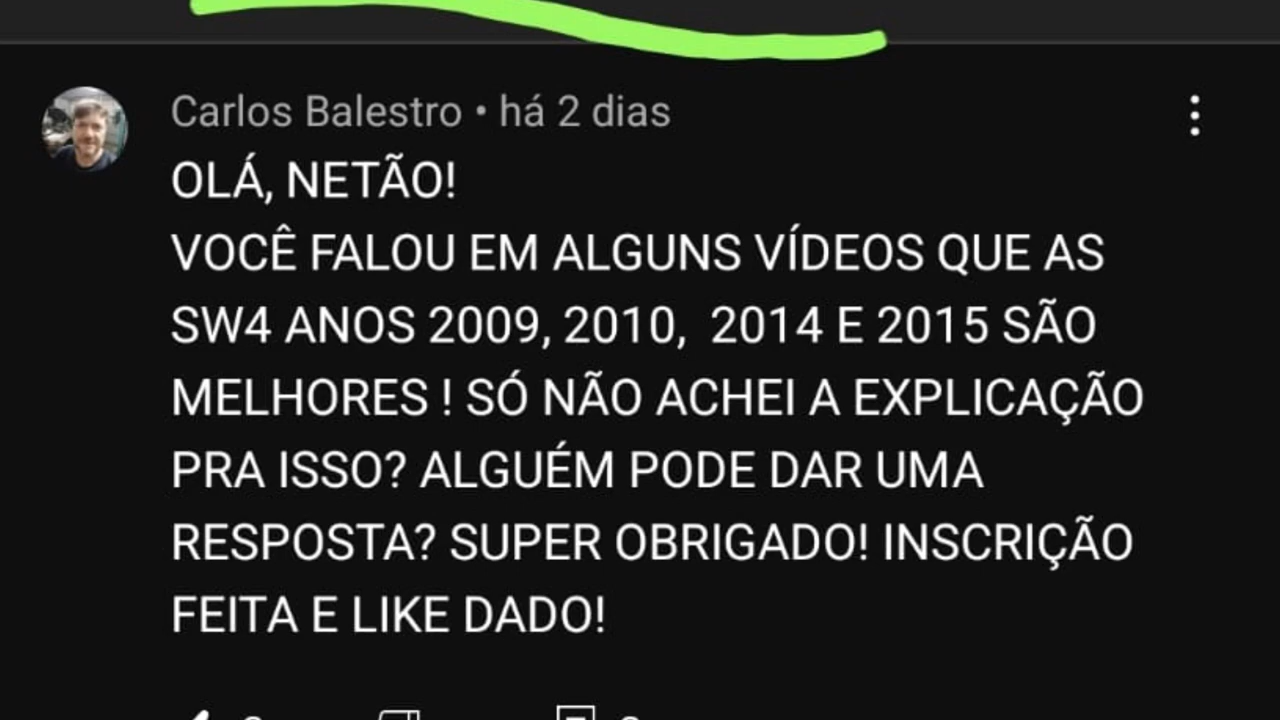 Carlos Balestro • há 2 dias
OLÁ, NETÃO!
VOCÊ FALOU EM ALGUNS VÍDEOS QUE AS
SW4 ANOS 2009, 2010,  2014 E 2015 SÃO
MELHORES ! SÓ NÃO ACHEI A EXPLICAÇÃO
PRA ISSO? ALGUÉM PODE DAR UMA
RESPOSTA? SUPER OBRIGADO! INSCRIÇÃO
FEITA E LIKE DADO!